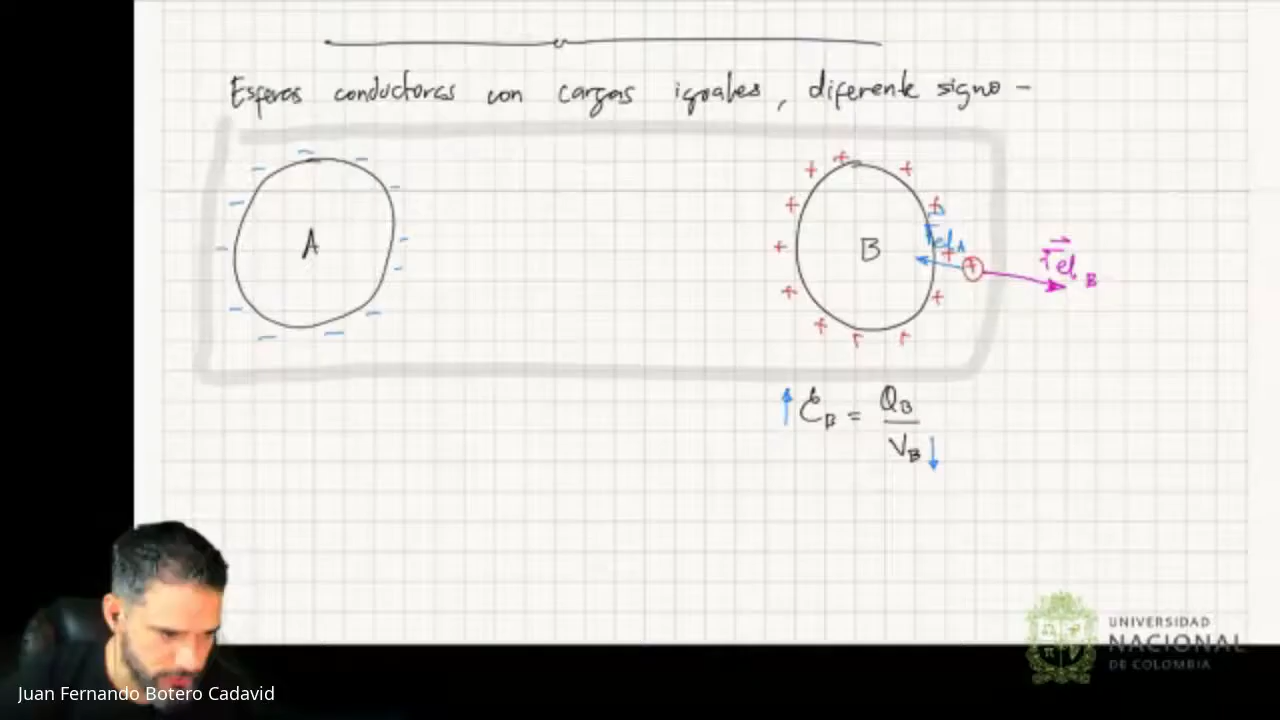 Esferas conductoras con cargas iguales, diferente signo -
- - - - - - - - - - - - - -
A
+ + + + + + + + + + + + +
B
F el A
+
F el B
↑ C_B = Q_B / V_B ↓
UNIVERSIDAD
NACIONAL
DE COLOMBIA
Juan Fernando Botero Cadavid